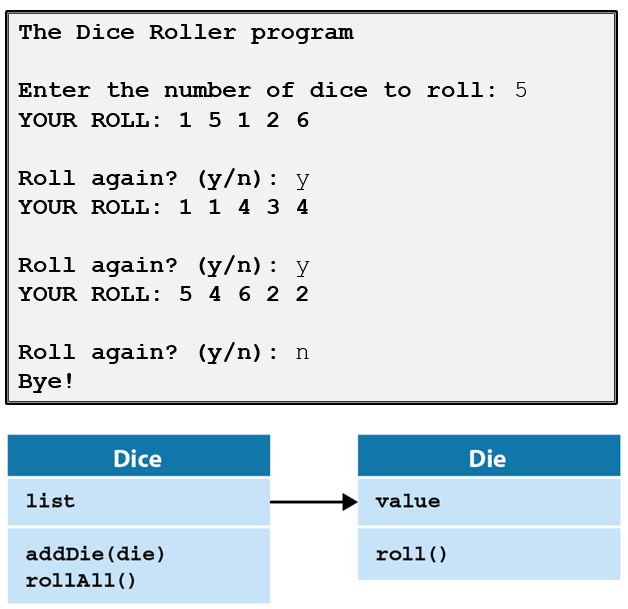 The Dice Roller program
Enter the number of dice to roll: 5
YOUR ROLL: 1 5 1 2 6
Roll again? (y/n): y
YOUR ROLL: 1 1 4 3 4
Roll again? (y/n): y
YOUR ROLL: 5 4 6 2 2
Roll again? (y/n): n
Bye!
Dice
list
addDie(die)
rollAll()
Die
value
roll()